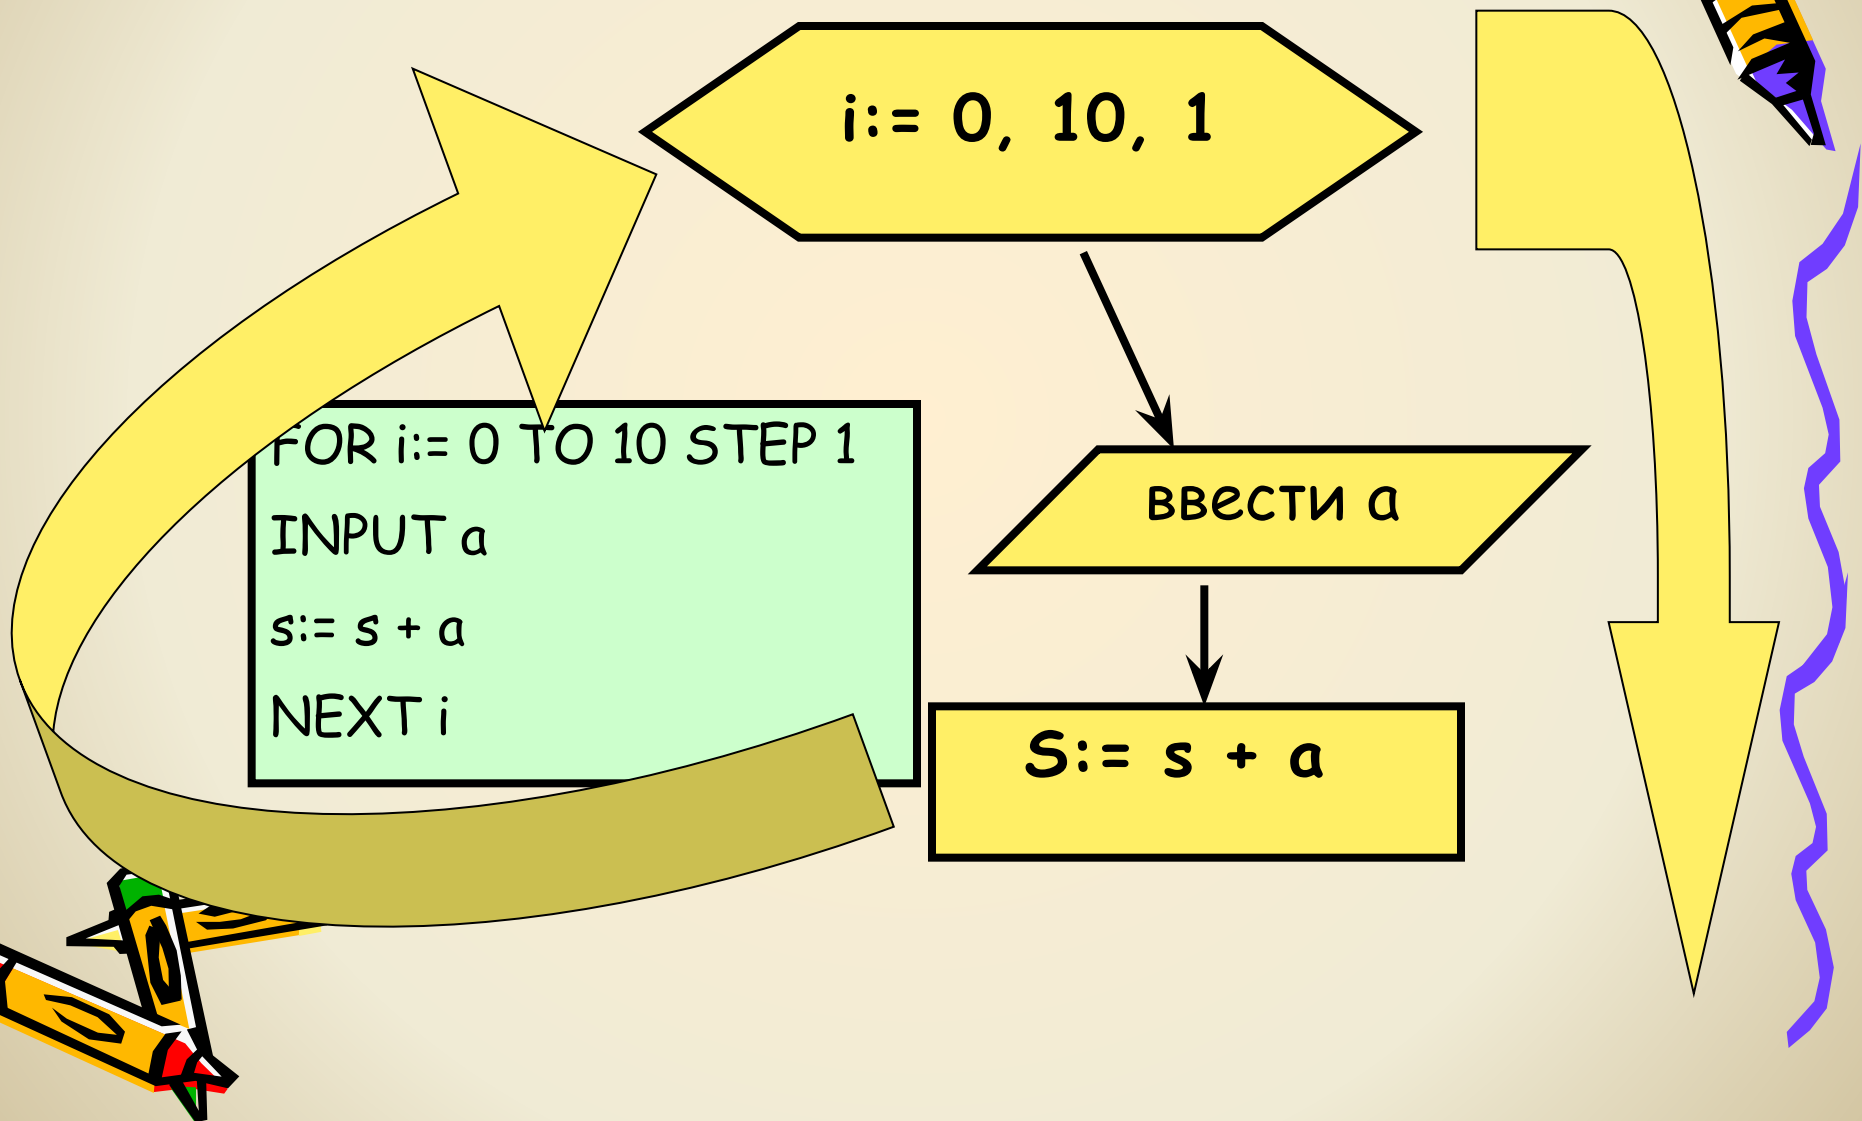 i:= 0, 10, 1
FOR i:= 0 TO 10 STEP 1
INPUT a
s:= s + a
NEXT i
ввести a
S:= s + a